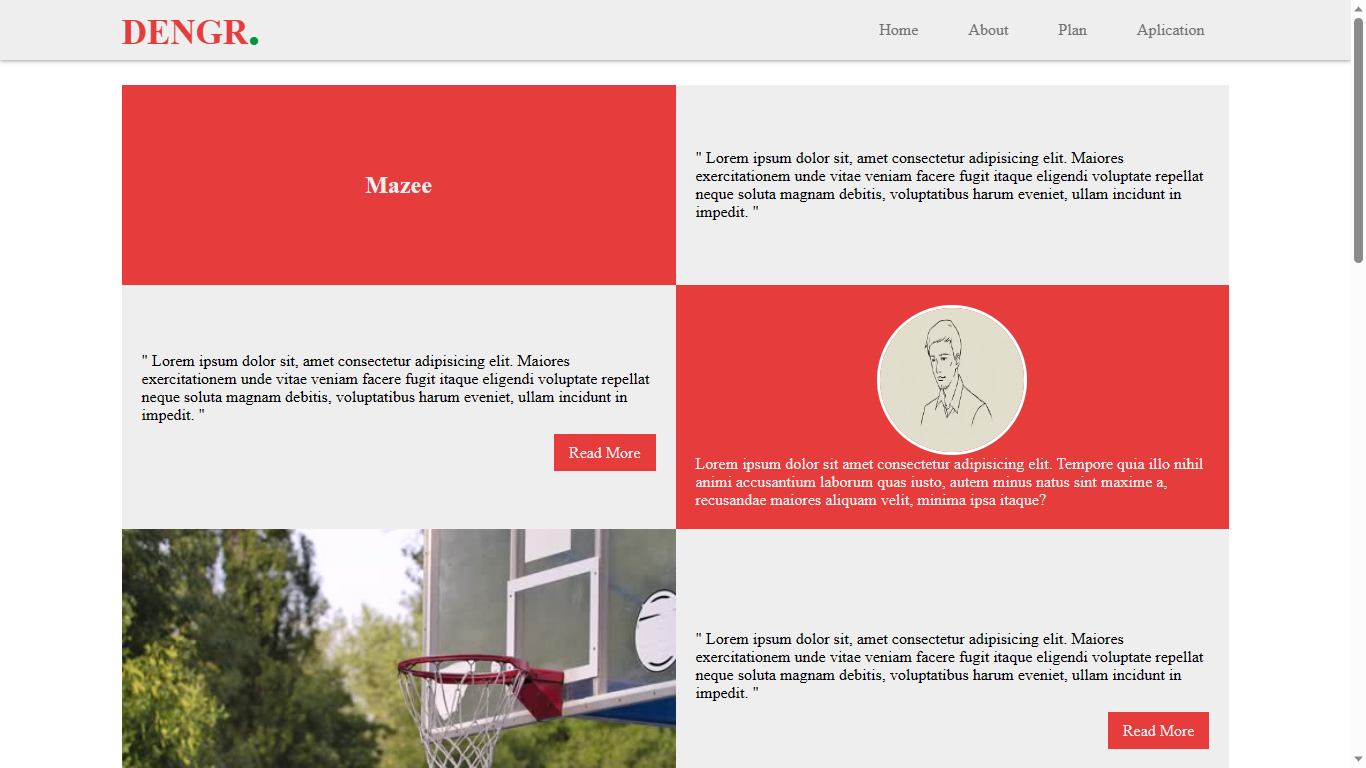 DENGR.
Home About Plan Aplication
Mazee
" Lorem ipsum dolor sit, amet consectetur adipisicing elit. Maiores
exercitationem unde vitae veniam facere fugit itaque eligendi voluptate repellat
neque soluta magnam debitis, voluptatibus harum eveniet, ullam incidunt in
impedit. "
" Lorem ipsum dolor sit, amet consectetur adipisicing elit. Maiores
exercitationem unde vitae veniam facere fugit itaque eligendi voluptate repellat
neque soluta magnam debitis, voluptatibus harum eveniet, ullam incidunt in
impedit. "
Read More
Lorem ipsum dolor sit amet consectetur adipisicing elit. Tempore quia illo nihil
animi accusantium laborum quas iusto, autem minus natus sint maxime a,
recusandae maiores aliquam velit, minima ipsa itaque?
" Lorem ipsum dolor sit, amet consectetur adipisicing elit. Maiores
exercitationem unde vitae veniam facere fugit itaque eligendi voluptate repellat
neque soluta magnam debitis, voluptatibus harum eveniet, ullam incidunt in
impedit. "
Read More